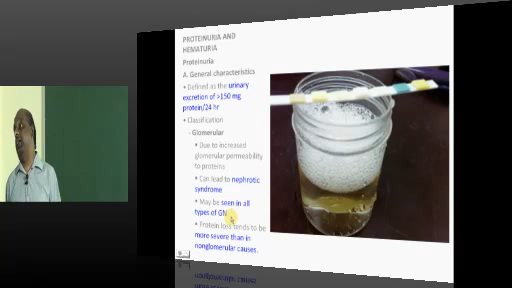 PROTEINURIA AND
HEMATURIA
Proteinuria
A. General characteristics
• Defined as the urinary
excretion of >150 mg
protein/24 hr
• Classification
- Glomerular
• Due to increased
glomerular permeability
to proteins
• Can lead to nephrotic
syndrome
• May be seen in all
types of GN
• Protein loss tends to be
more severe than in
nonglomerular causes.